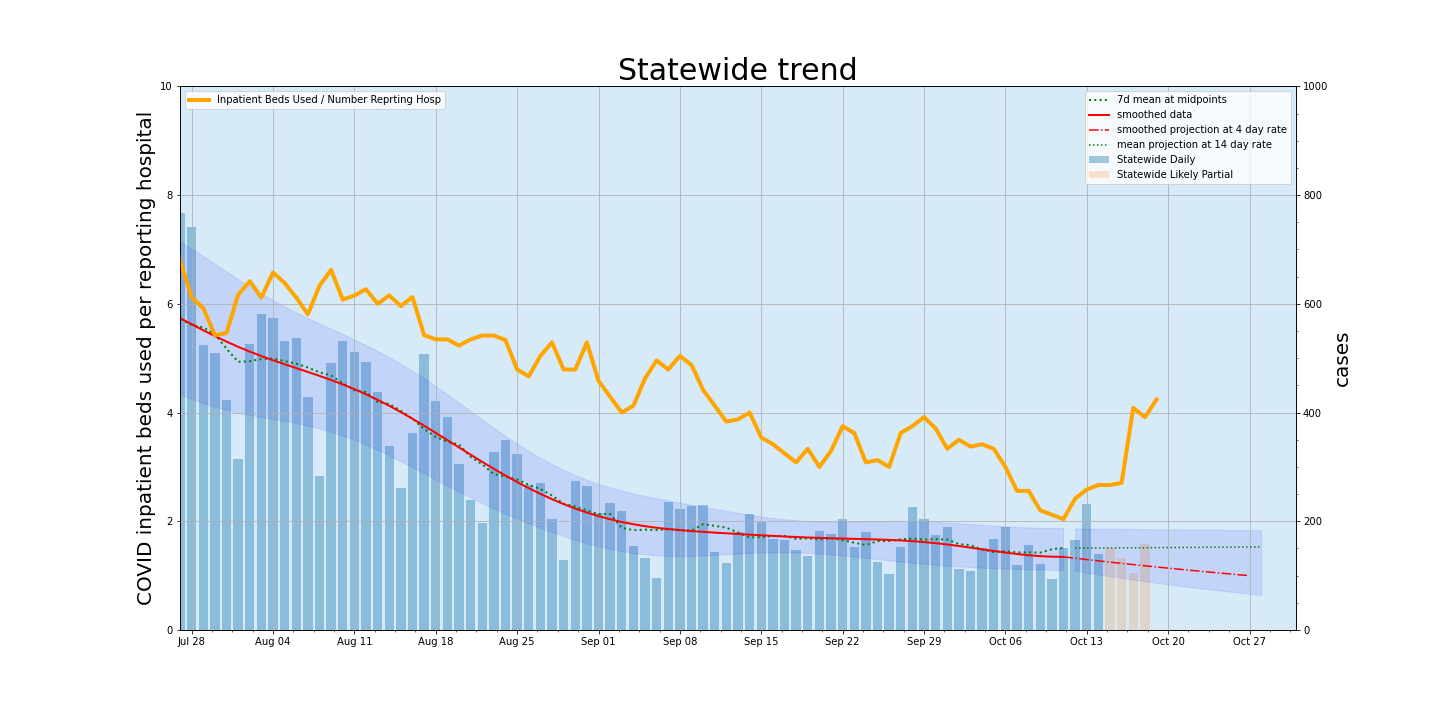 Statewide trend
Inpatient Beds Used / Number Reprting Hosp
7d mean at midpoints
smoothed data
smoothed projection at 4 day rate
mean projection at 14 day rate
Statewide Daily
Statewide Likely Partial
COVID inpatient beds used per reporting hospital
10
8
6
4
2
0
1000
800
600
400
200
0
cases
Jul 28 Aug 04 Aug 11 Aug 18 Aug 25 Sep 01 Sep 08 Sep 15 Sep 22 Sep 29 Oct 06 Oct 13 Oct 20 Oct 27